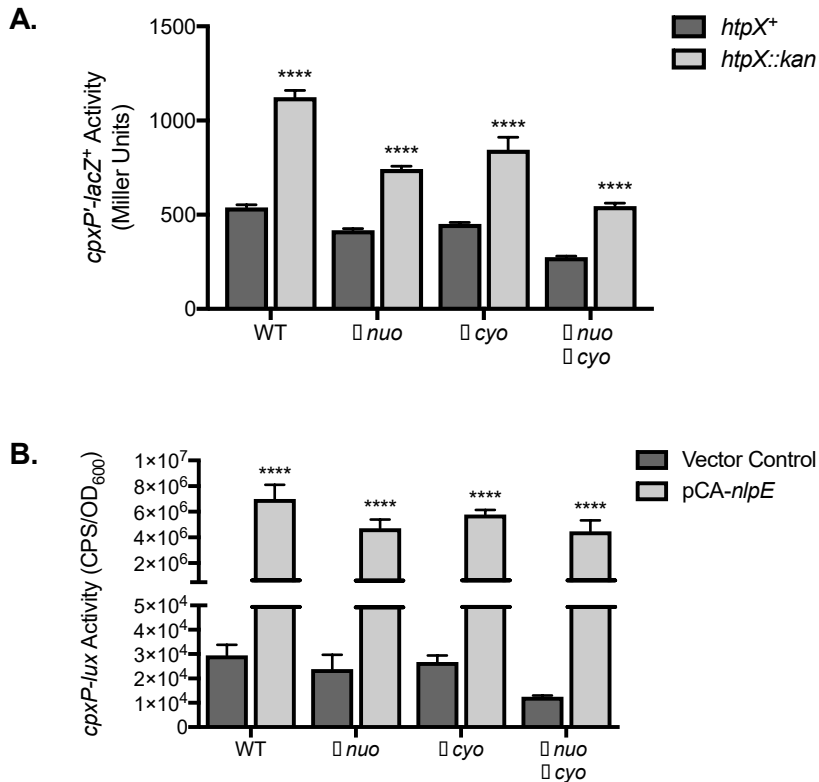 A.
1500
1000
500
0
cpxP'-lacZ⁺ Activity
(Miller Units)
htpX⁺
htpX::kan
****
****
****
****
WT
▯ nuo
▯ cyo
▯ nuo
▯ cyo
B.
1×10⁷
8×10⁶
6×10⁶
4×10⁶
2×10⁶
5×10⁴
4×10⁴
3×10⁴
2×10⁴
1×10⁴
0
cpxP-lux Activity (CPS/OD₆₀₀)
Vector Control
pCA-nlpE
****
****
****
****
WT
▯ nuo
▯ cyo
▯ nuo
▯ cyo